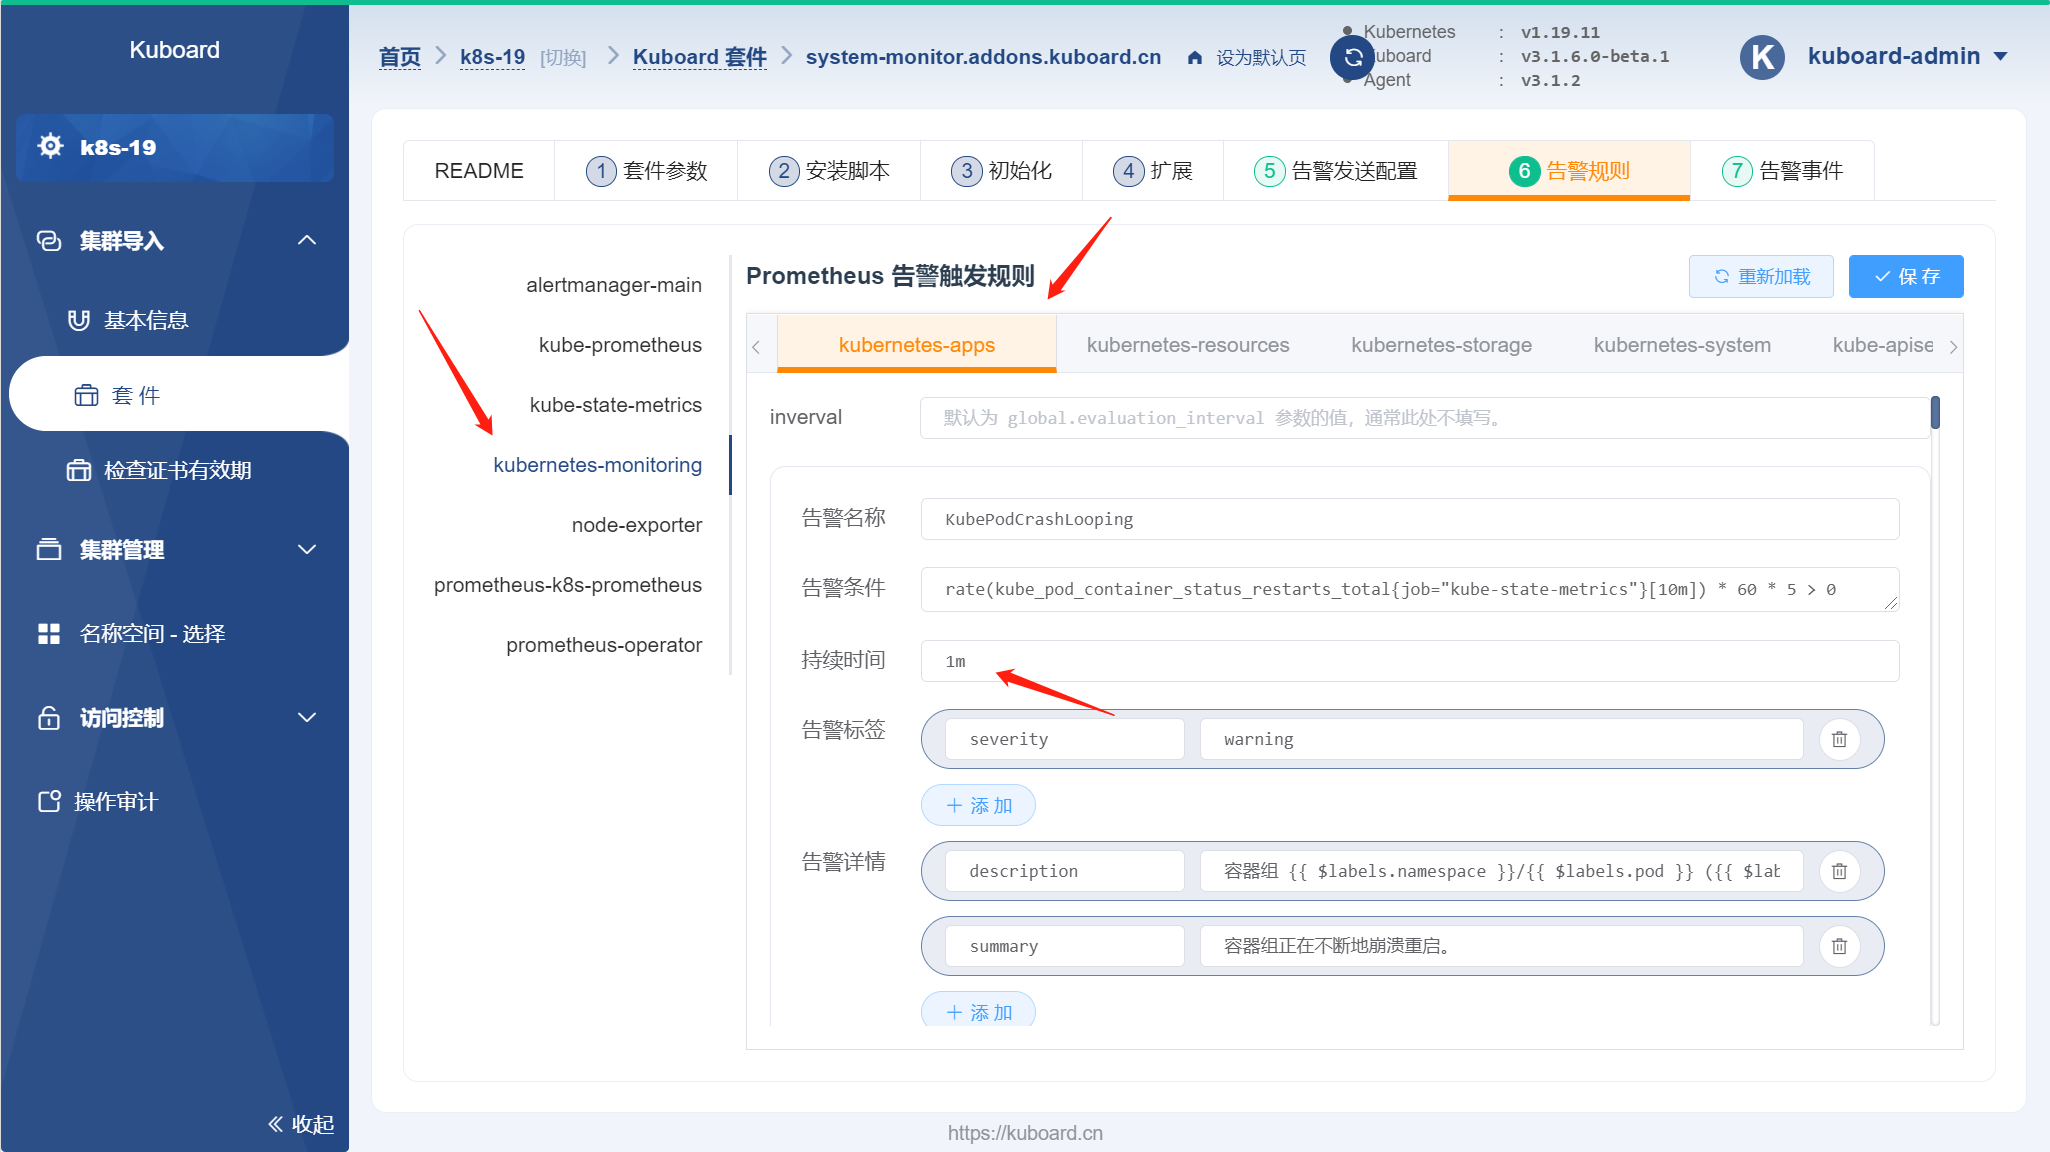 Kuboard
k8s-19
集群导入
基本信息
套 件
检查证书有效期
集群管理
名称空间 - 选择
访问控制
操作审计
收起
首页 > k8s-19 [切换] > Kuboard 套件 > system-monitor.addons.kuboard.cn 设为默认页
Kubernetes : v1.19.11
uboard : v3.1.6.0-beta.1
Agent : v3.1.2
K kuboard-admin
README 1 套件参数 2 安装脚本 3 初始化 4 扩展 5 告警发送配置 6 告警规则 7 告警事件
alertmanager-main
kube-prometheus
kube-state-metrics
kubernetes-monitoring
node-exporter
prometheus-k8s-prometheus
prometheus-operator
Prometheus 告警触发规则
重新加载 保 存
kubernetes-apps kubernetes-resources kubernetes-storage kubernetes-system kube-apise
inverval 默认为 global.evaluation_interval 参数的值，通常此处不填写。
告警名称 KubePodCrashLooping
告警条件 rate(kube_pod_container_status_restarts_total{job="kube-state-metrics"}[10m]) * 60 * 5 > 0
持续时间 1m
告警标签 severity warning
+ 添 加
告警详情 description 容器组 {{ $labels.namespace }}/{{ $labels.pod }} ({{ $lab
summary 容器组正在不断地崩溃重启。
+ 添 加
https://kuboard.cn